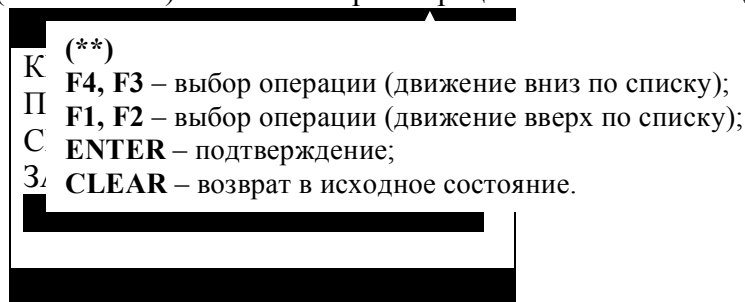 (**)
F4, F3 – выбор операции (движение вниз по списку);
F1, F2 – выбор операции (движение вверх по списку);
ENTER – подтверждение;
CLEAR – возврат в исходное состояние.